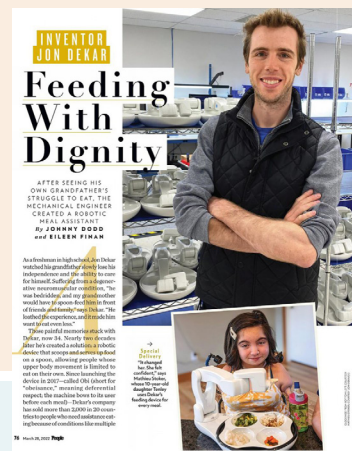 INVENTOR
JON DEKAR
Feeding
With
Dignity
AFTER SEEING HIS
OWN GRANDFATHER'S
STRUGGLE TO EAT, THE
MECHANICAL ENGINEER
CREATED A ROBOTIC
MEAL ASSISTANT
By JOHNNY DODD
and EILEEN FINAN
As a freshman in high school, Jon Dekar
watched his grandfather slowly lose his
independence and the ability to care
for himself. Suffering from a degener-
ative neuromuscular condition, "he
was bedridden, and my grandmother
would have to spoon-feed him in front
of friends and family," says Dekar. "He
loathed the experience, and it made him
want to eat even less."
Those painful memories stuck with
Dekar, now 34. Nearly two decades
later he's created a solution: a robotic
device that scoops and serves up food
on a spoon, allowing people whose
upper body movement is limited to
eat on their own. Since launching the
device in 2017—called Obi (short for
"obeisance," meaning deferential
respect; the machine bows to its user
before each meal)—Dekar's company
has sold more than 2,000 in 20 coun-
tries to people who need assistance eat-
ing because of conditions like multiple
Special
Delivery
"It changed
her. She felt
confident," says
Mathieu Stoker,
whose 10-year-old
daughter Tenley
uses Dekar's
feeding device for
every meal.
76 March 28, 2022 People